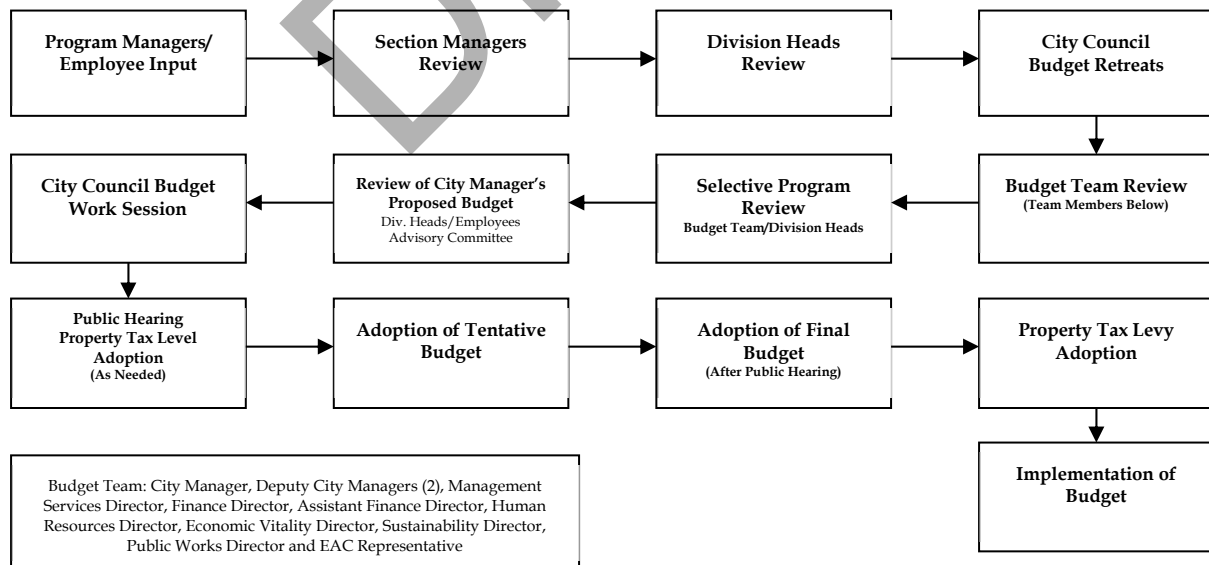 Program Managers/
Employee Input
Section Managers
Review
Division Heads
Review
City Council
Budget Retreats
Budget Team Review
(Team Members Below)
Selective Program
Review
Budget Team/Division Heads
Review of City Manager's
Proposed Budget
Div. Heads/Employees
Advisory Committee
City Council Budget
Work Session
Public Hearing
Property Tax Level
Adoption
(As Needed)
Adoption of Tentative
Budget
Adoption of Final
Budget
(After Public Hearing)
Property Tax Levy
Adoption
Implementation of
Budget
Budget Team: City Manager, Deputy City Managers (2), Management
Services Director, Finance Director, Assistant Finance Director, Human
Resources Director, Economic Vitality Director, Sustainability Director,
Public Works Director and EAC Representative